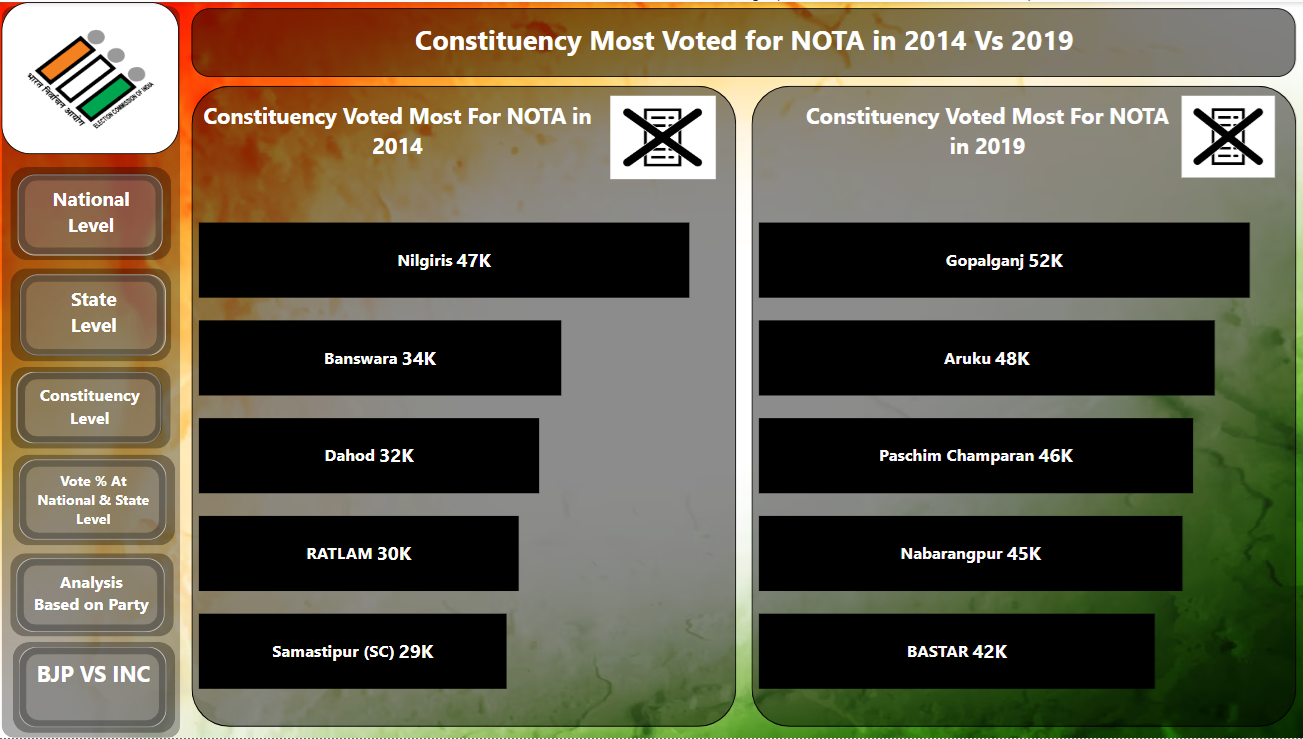 भारत निर्वाचन आयोग
ELECTION COMMISSION OF INDIA
National
Level
State
Level
Constituency
Level
Vote % At
National & State
Level
Analysis
Based on Party
BJP VS INC
Constituency Most Voted for NOTA in 2014 Vs 2019
Constituency Voted Most For NOTA in
2014
Nilgiris 47K
Banswara 34K
Dahod 32K
RATLAM 30K
Samastipur (SC) 29K
Constituency Voted Most For NOTA
in 2019
Gopalganj 52K
Aruku 48K
Paschim Champaran 46K
Nabarangpur 45K
BASTAR 42K